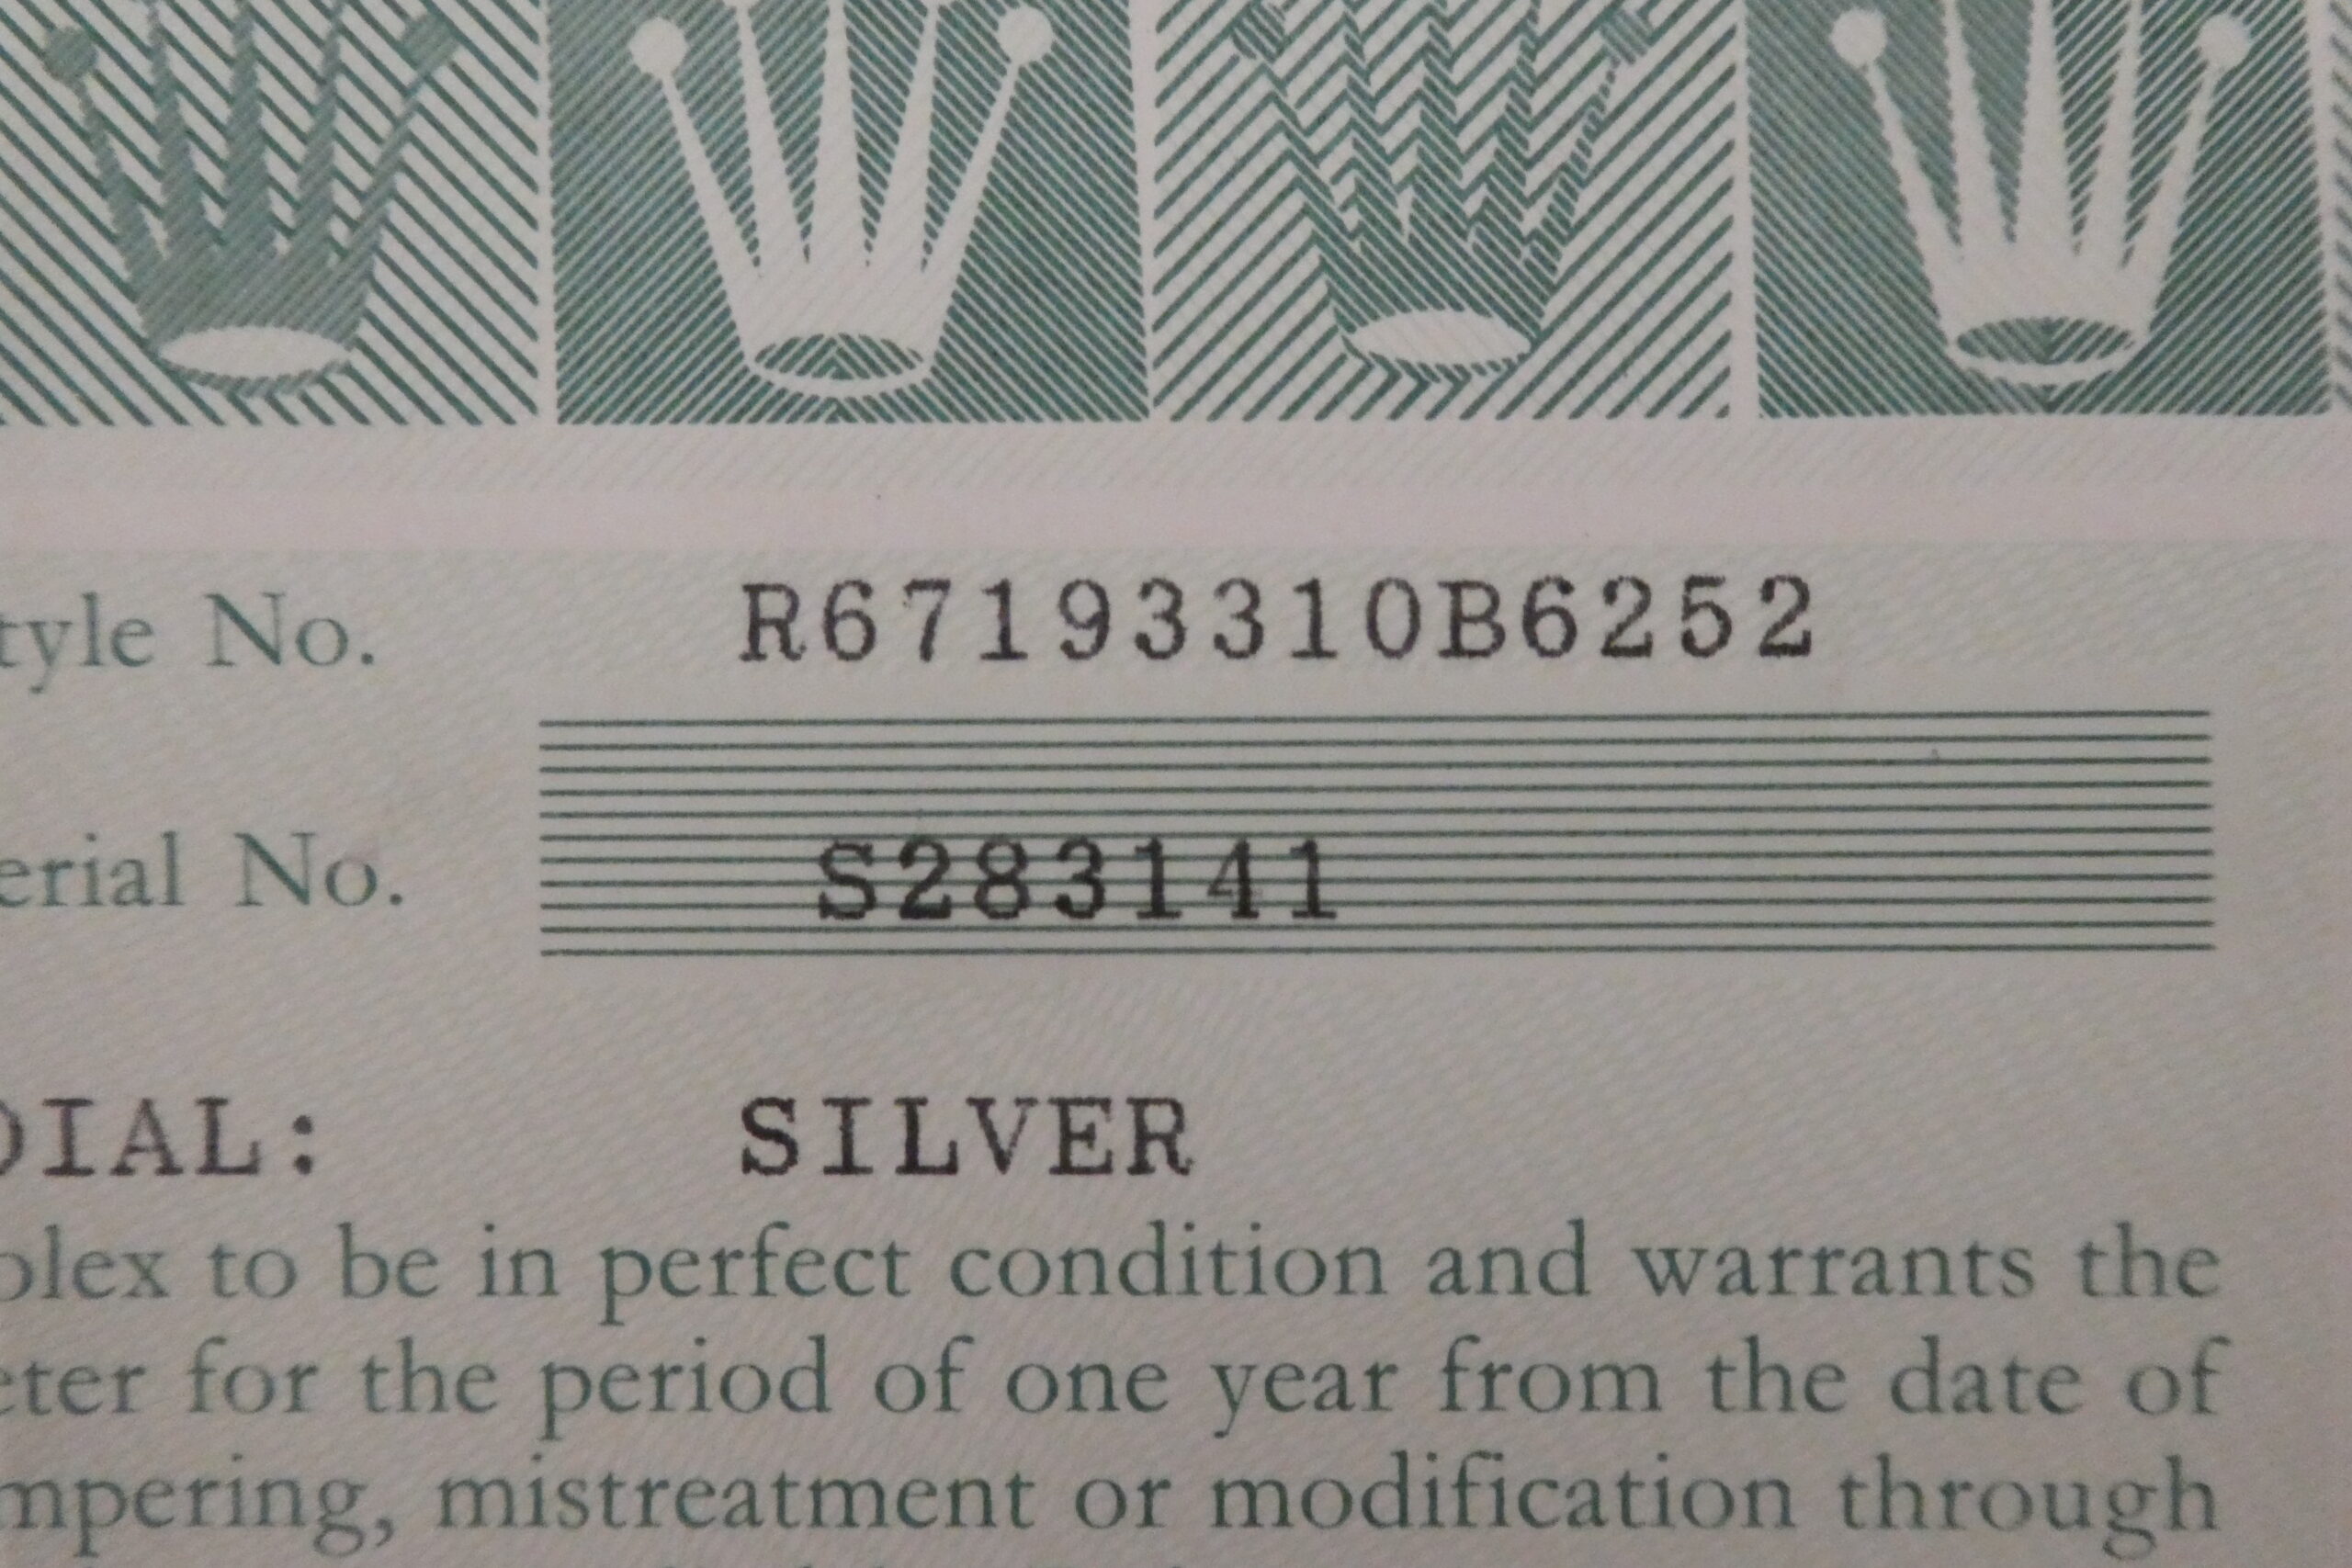 tyle No. R67193310B6252
erial No. S283141
DIAL: SILVER
olex to be in perfect condition and warrants the
eter for the period of one year from the date of
mpering, mistreatment or modification through